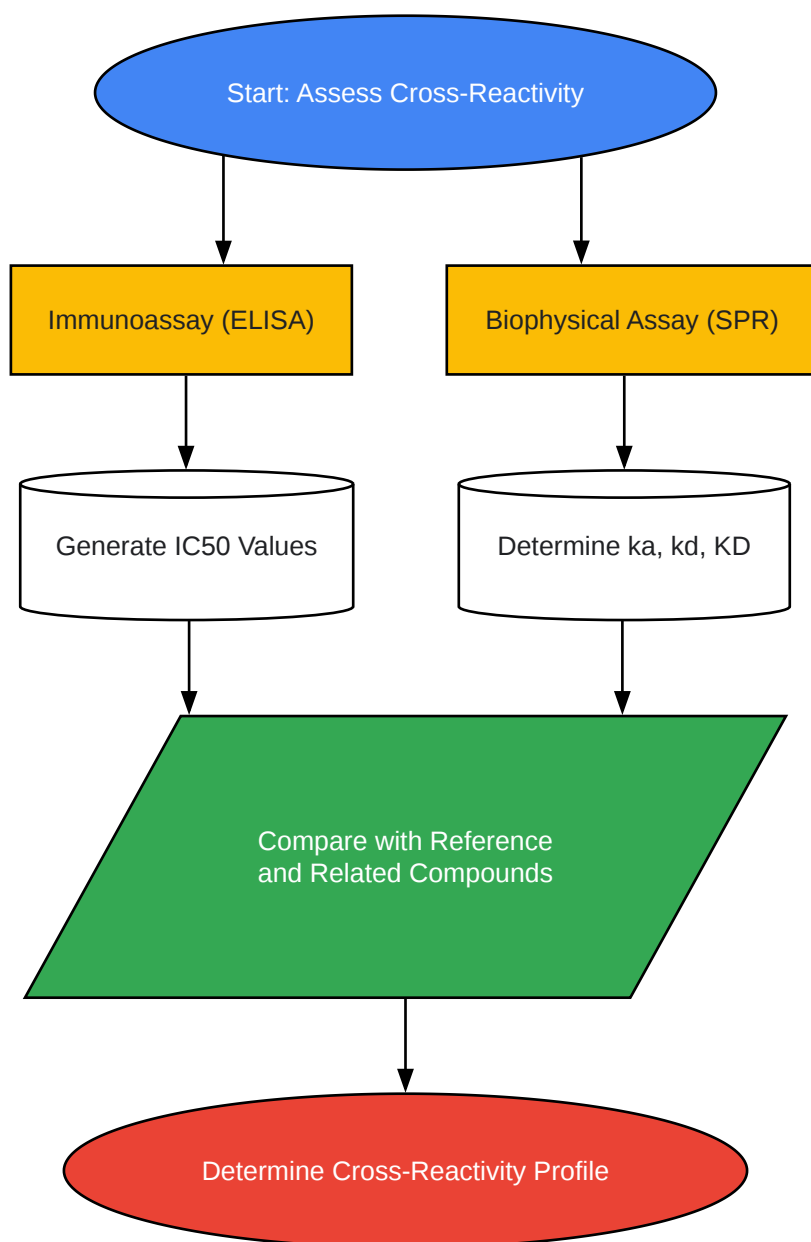 Start: Assess Cross-Reactivity
Immunoassay (ELISA)
Biophysical Assay (SPR)
Generate IC50 Values
Determine ka, kd, KD
Compare with Reference
and Related Compounds
Determine Cross-Reactivity Profile